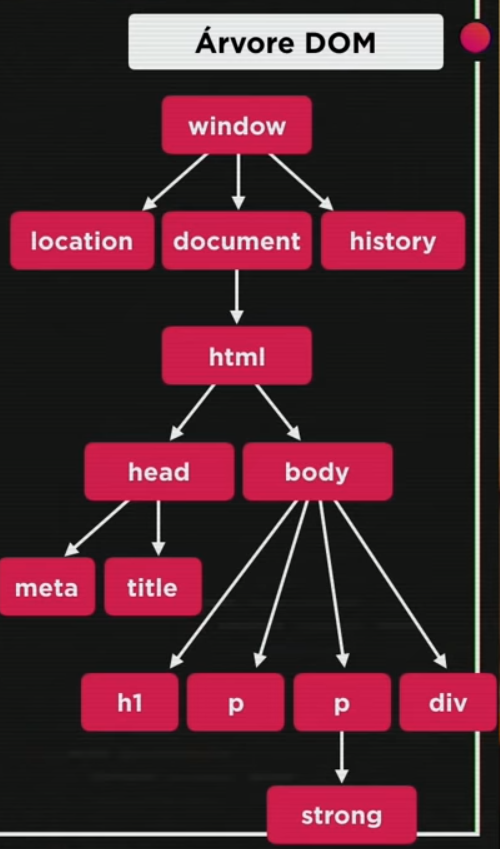 Árvore DOM
window
location
document
history
html
head
body
meta
title
h1
p
p
div
strong